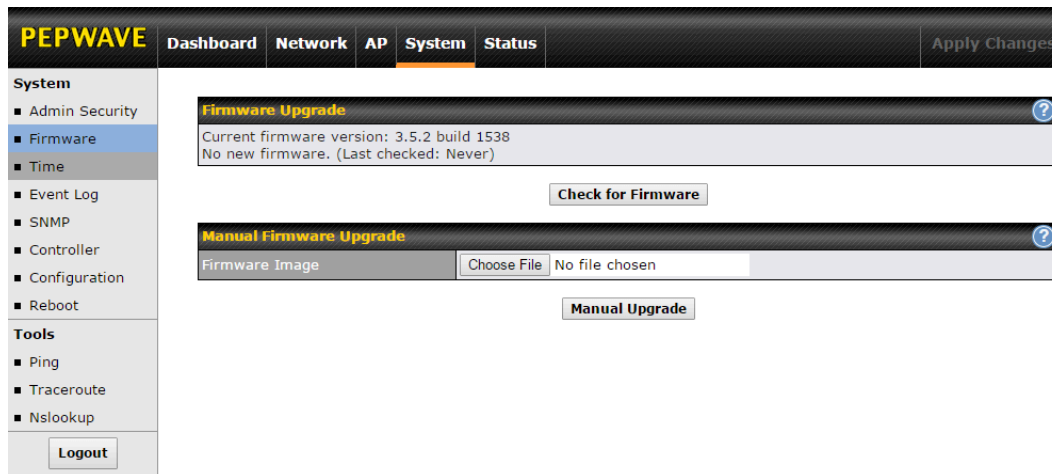 PEPWAVE
Dashboard Network AP System Status Apply Changes
System
Admin Security
Firmware
Time
Event Log
SNMP
Controller
Configuration
Reboot
Tools
Ping
Traceroute
Nslookup
Logout
Firmware Upgrade ?
Current firmware version: 3.5.2 build 1538
No new firmware. (Last checked: Never)
Check for Firmware
Manual Firmware Upgrade ?
Firmware Image Choose File No file chosen
Manual Upgrade